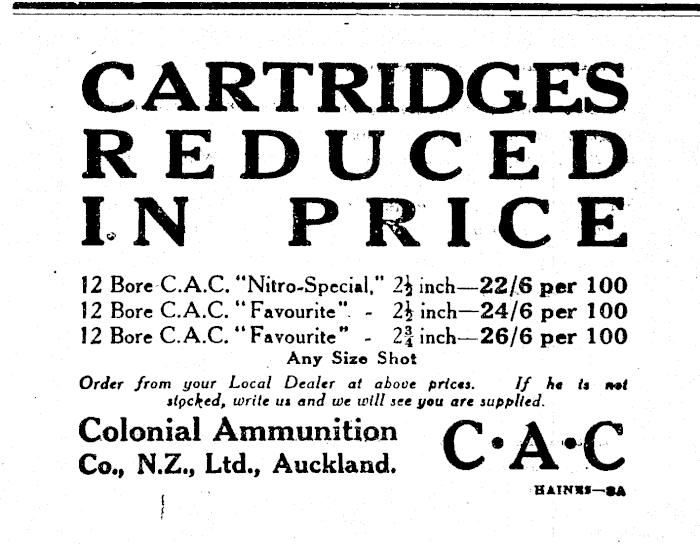 CARTRIDGES
REDUCED
IN PRICE
12 Bore C.A.C. "Nitro-Special," 2½ inch—22/6 per 100
12 Bore C.A.C. "Favourite" - 2½ inch—24/6 per 100
12 Bore C.A.C. "Favourite" - 2¾ inch—26/6 per 100
Any Size Shot
Order from your Local Dealer at above prices. If he is not
stocked, write us and we will see you are supplied.
Colonial Ammunition
Co., N.Z., Ltd., Auckland.
C·A·C
HAINES—8A